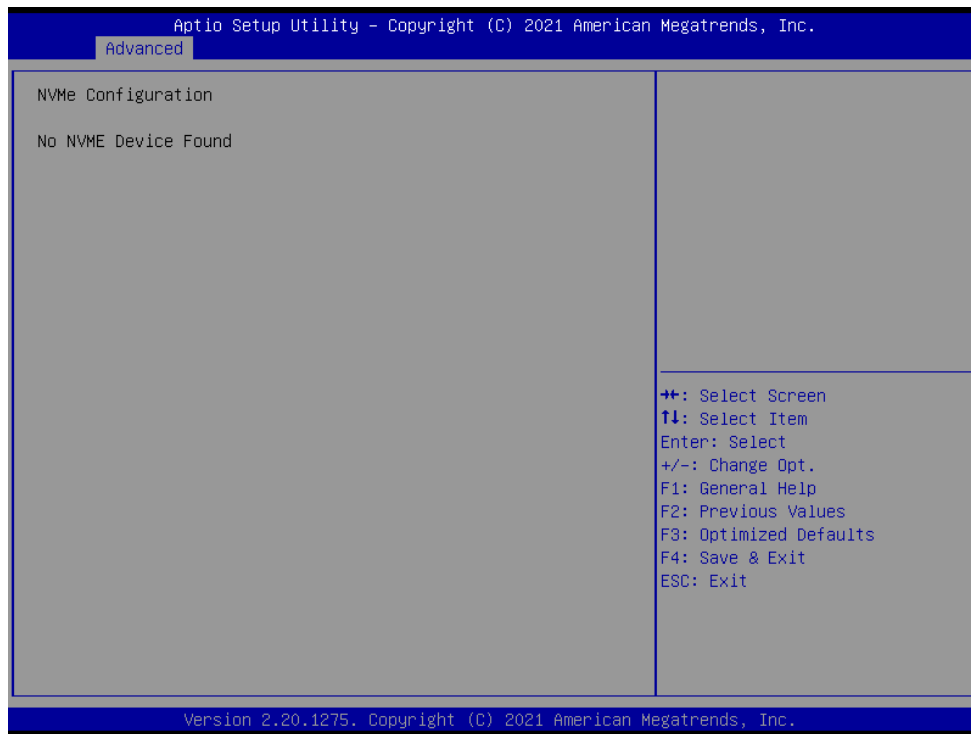 Aptio Setup Utility – Copyright (C) 2021 American Megatrends, Inc.
Advanced
NVMe Configuration
No NVME Device Found
→←: Select Screen
↑↓: Select Item
Enter: Select
+/-: Change Opt.
F1: General Help
F2: Previous Values
F3: Optimized Defaults
F4: Save & Exit
ESC: Exit
Version 2.20.1275. Copyright (C) 2021 American Megatrends, Inc.